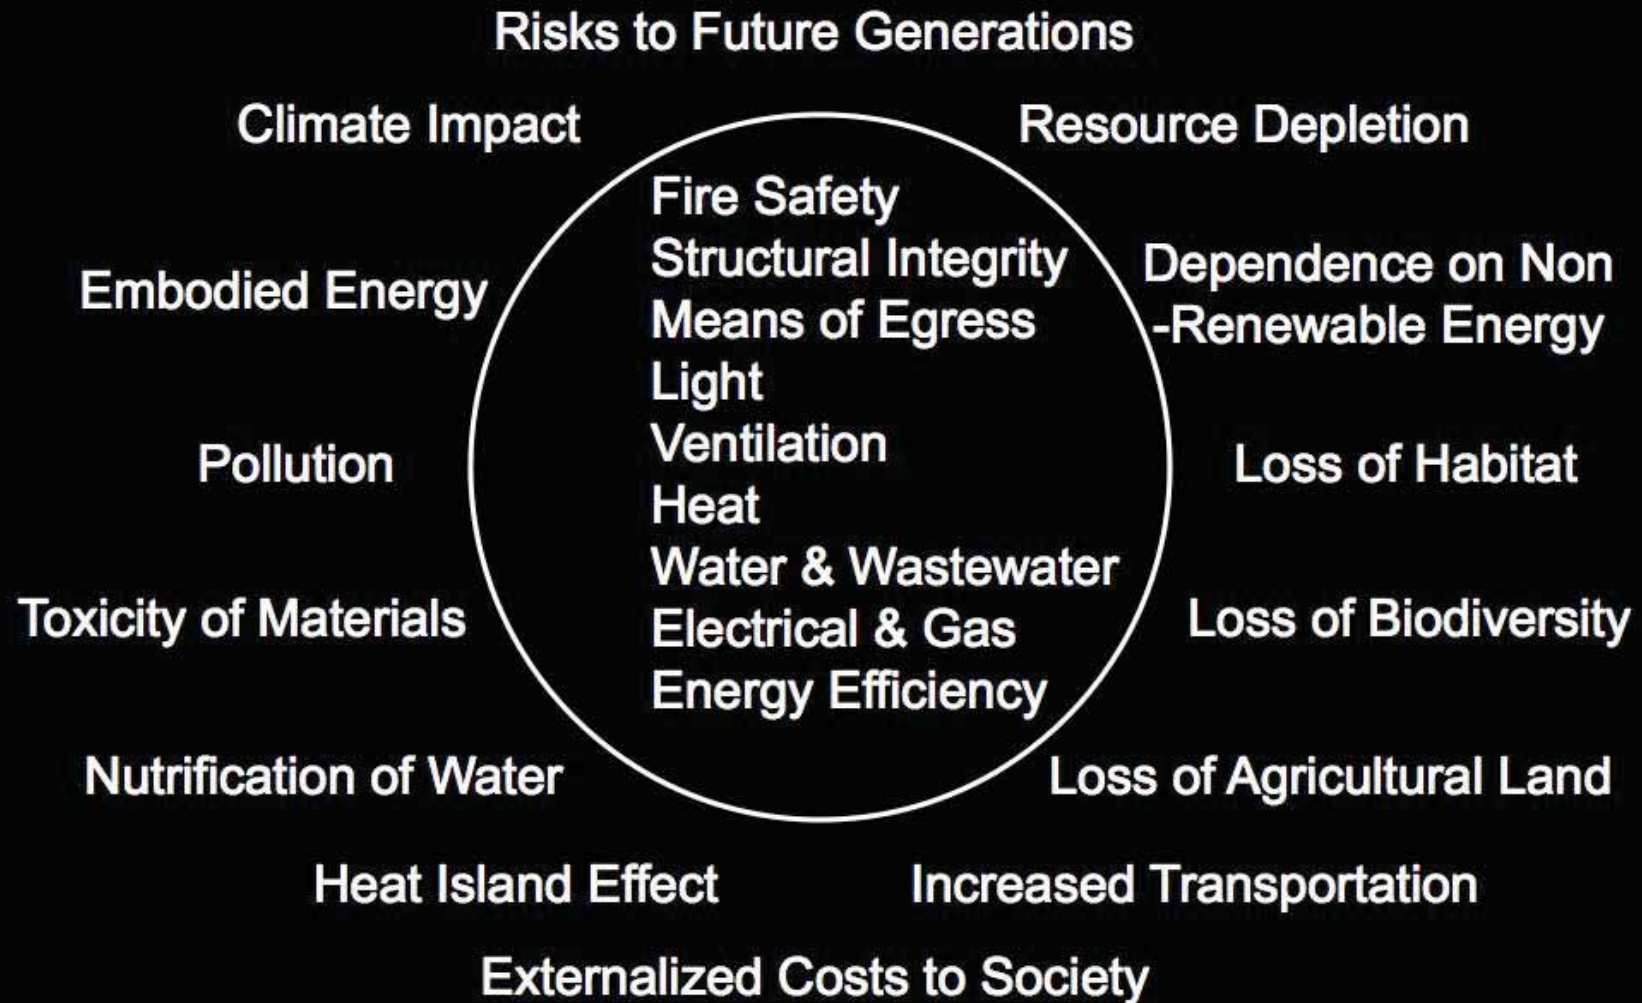 Risks to Future Generations
Climate Impact
Resource Depletion
Fire Safety
Structural Integrity
Means of Egress
Light
Ventilation
Heat
Water & Wastewater
Electrical & Gas
Energy Efficiency
Embodied Energy
Dependence on Non
-Renewable Energy
Pollution
Loss of Habitat
Toxicity of Materials
Loss of Biodiversity
Nutrification of Water
Loss of Agricultural Land
Heat Island Effect
Increased Transportation
Externalized Costs to Society